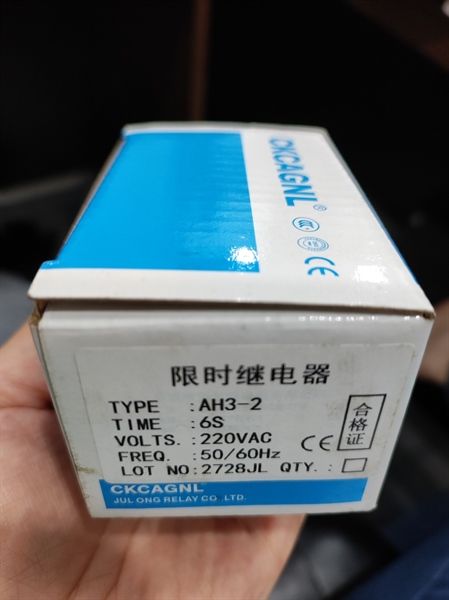 CKCAGNL®
CCC
CE
限时继电器
TYPE :AH3-2
TIME :6S
VOLTS. :220VAC
FREQ. :50/60Hz
LOT NO:2728JL QTY.:
CE
合格证
CKCAGNL®
JUL ONG RELAY CO. LTD.